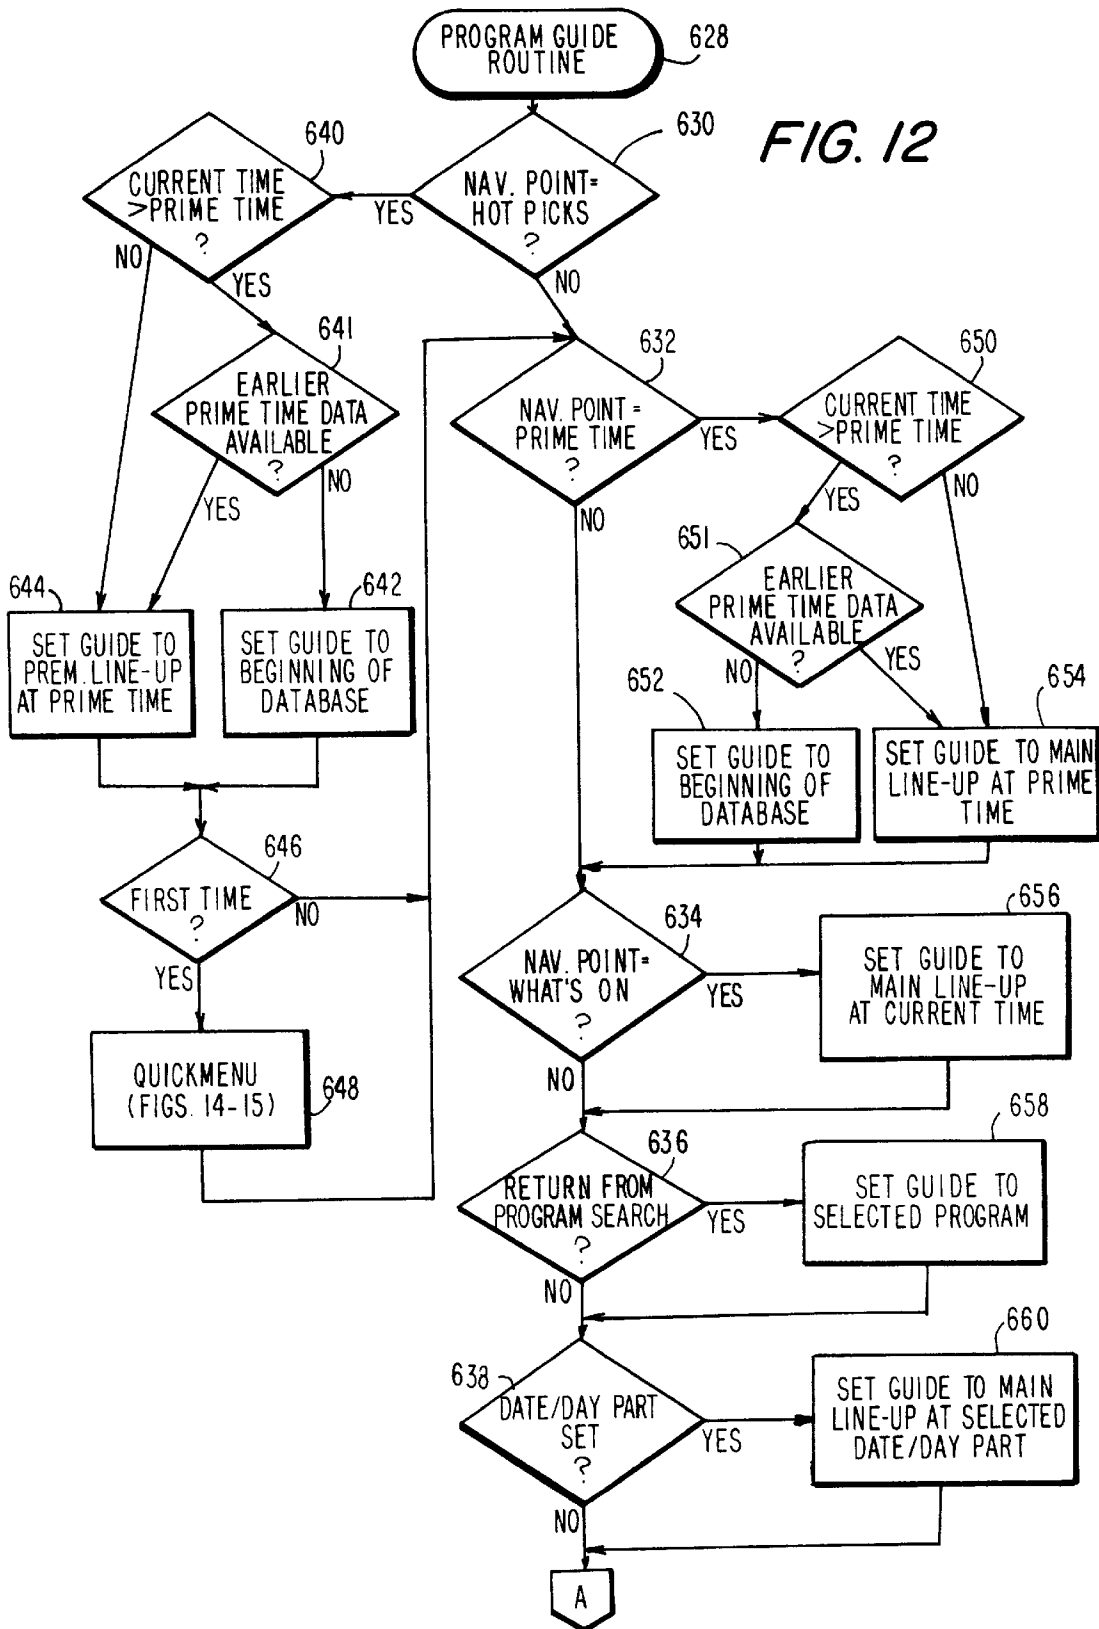 PROGRAM GUIDE
ROUTINE
628
FIG. 12
630
NAV. POINT=
HOT PICKS
?
YES
NO
640
CURRENT TIME
>PRIME TIME
?
NO
YES
641
EARLIER
PRIME TIME DATA
AVAILABLE
?
YES
NO
644
SET GUIDE TO
PREM. LINE-UP
AT PRIME TIME
642
SET GUIDE TO
BEGINNING OF
DATABASE
646
FIRST TIME
?
NO
YES
QUICKMENU
(FIGS. 14-15)
648
632
NAV. POINT=
PRIME TIME
?
YES
NO
650
CURRENT TIME
>PRIME TIME
?
YES
NO
651
EARLIER
PRIME TIME DATA
AVAILABLE
?
NO
YES
652
SET GUIDE TO
BEGINNING OF
DATABASE
654
SET GUIDE TO MAIN
LINE-UP AT PRIME
TIME
634
NAV. POINT=
WHAT'S ON
?
YES
NO
656
SET GUIDE TO
MAIN LINE-UP
AT CURRENT TIME
636
RETURN FROM
PROGRAM SEARCH
?
YES
NO
658
SET GUIDE TO
SELECTED PROGRAM
638
DATE/DAY PART
SET
?
YES
NO
660
SET GUIDE TO MAIN
LINE-UP AT SELECTED
DATE/DAY PART
A